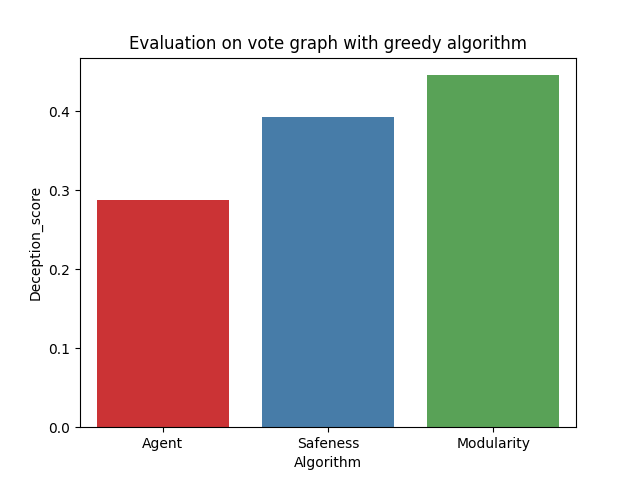 Evaluation on vote graph with greedy algorithm
Deception_score
0.4
0.3
0.2
0.1
0.0
Agent
Safeness
Modularity
Algorithm